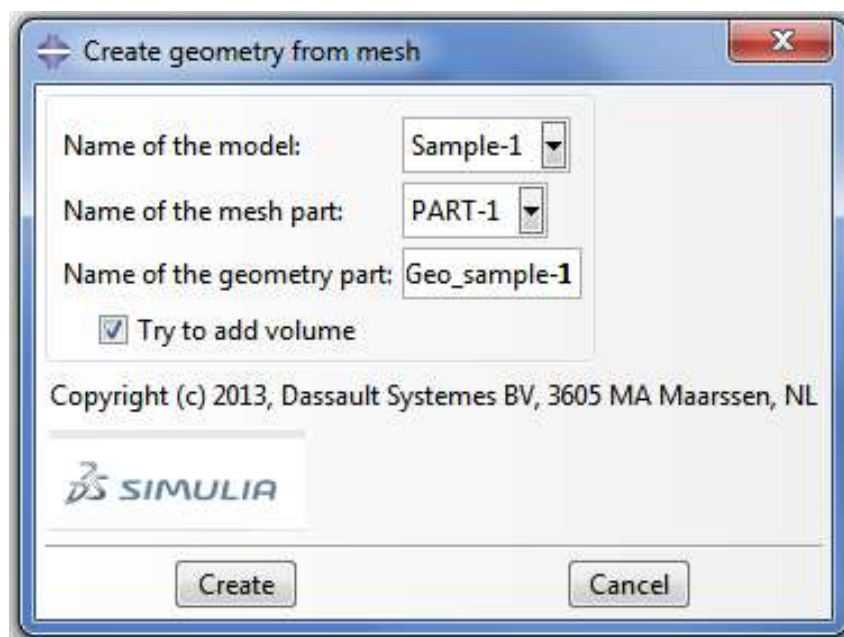 Create geometry from mesh
Name of the model: Sample-1
Name of the mesh part: PART-1
Name of the geometry part: Geo_sample-1
Try to add volume
Copyright (c) 2013, Dassault Systemes BV, 3605 MA Maarssen, NL
DS SIMULIA
Create Cancel